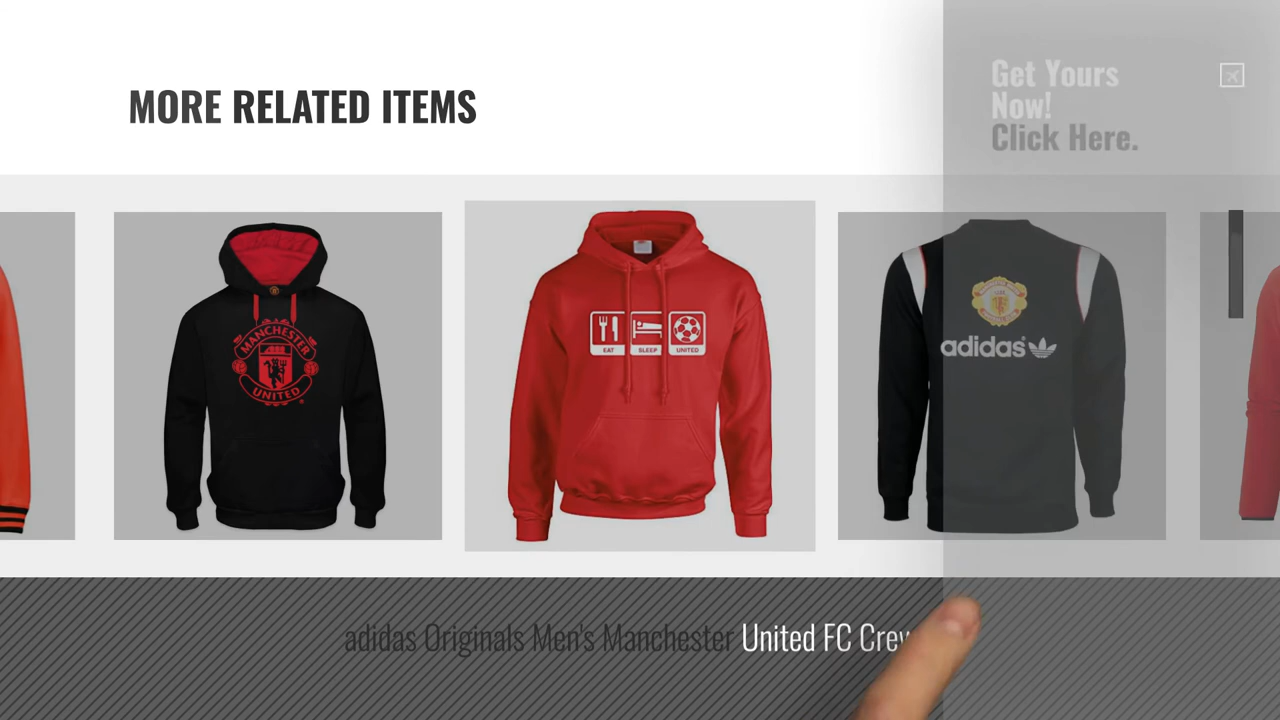 Get Yours
Now!
Click Here.
MORE RELATED ITEMS
MANCHESTER
UNITED
EAT SLEEP UNITED
adidas
adidas Originals Men's Manchester United FC Crew